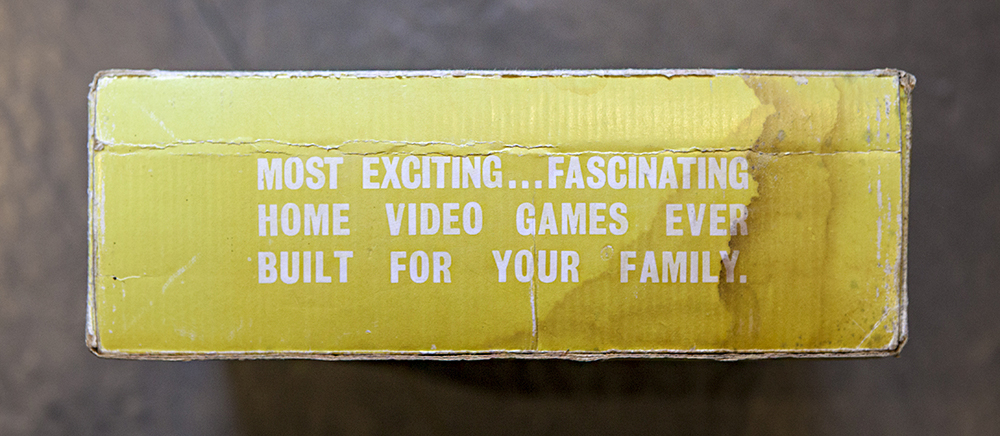 MOST EXCITING...FASCINATING
HOME VIDEO GAMES EVER
BUILT FOR YOUR FAMILY.